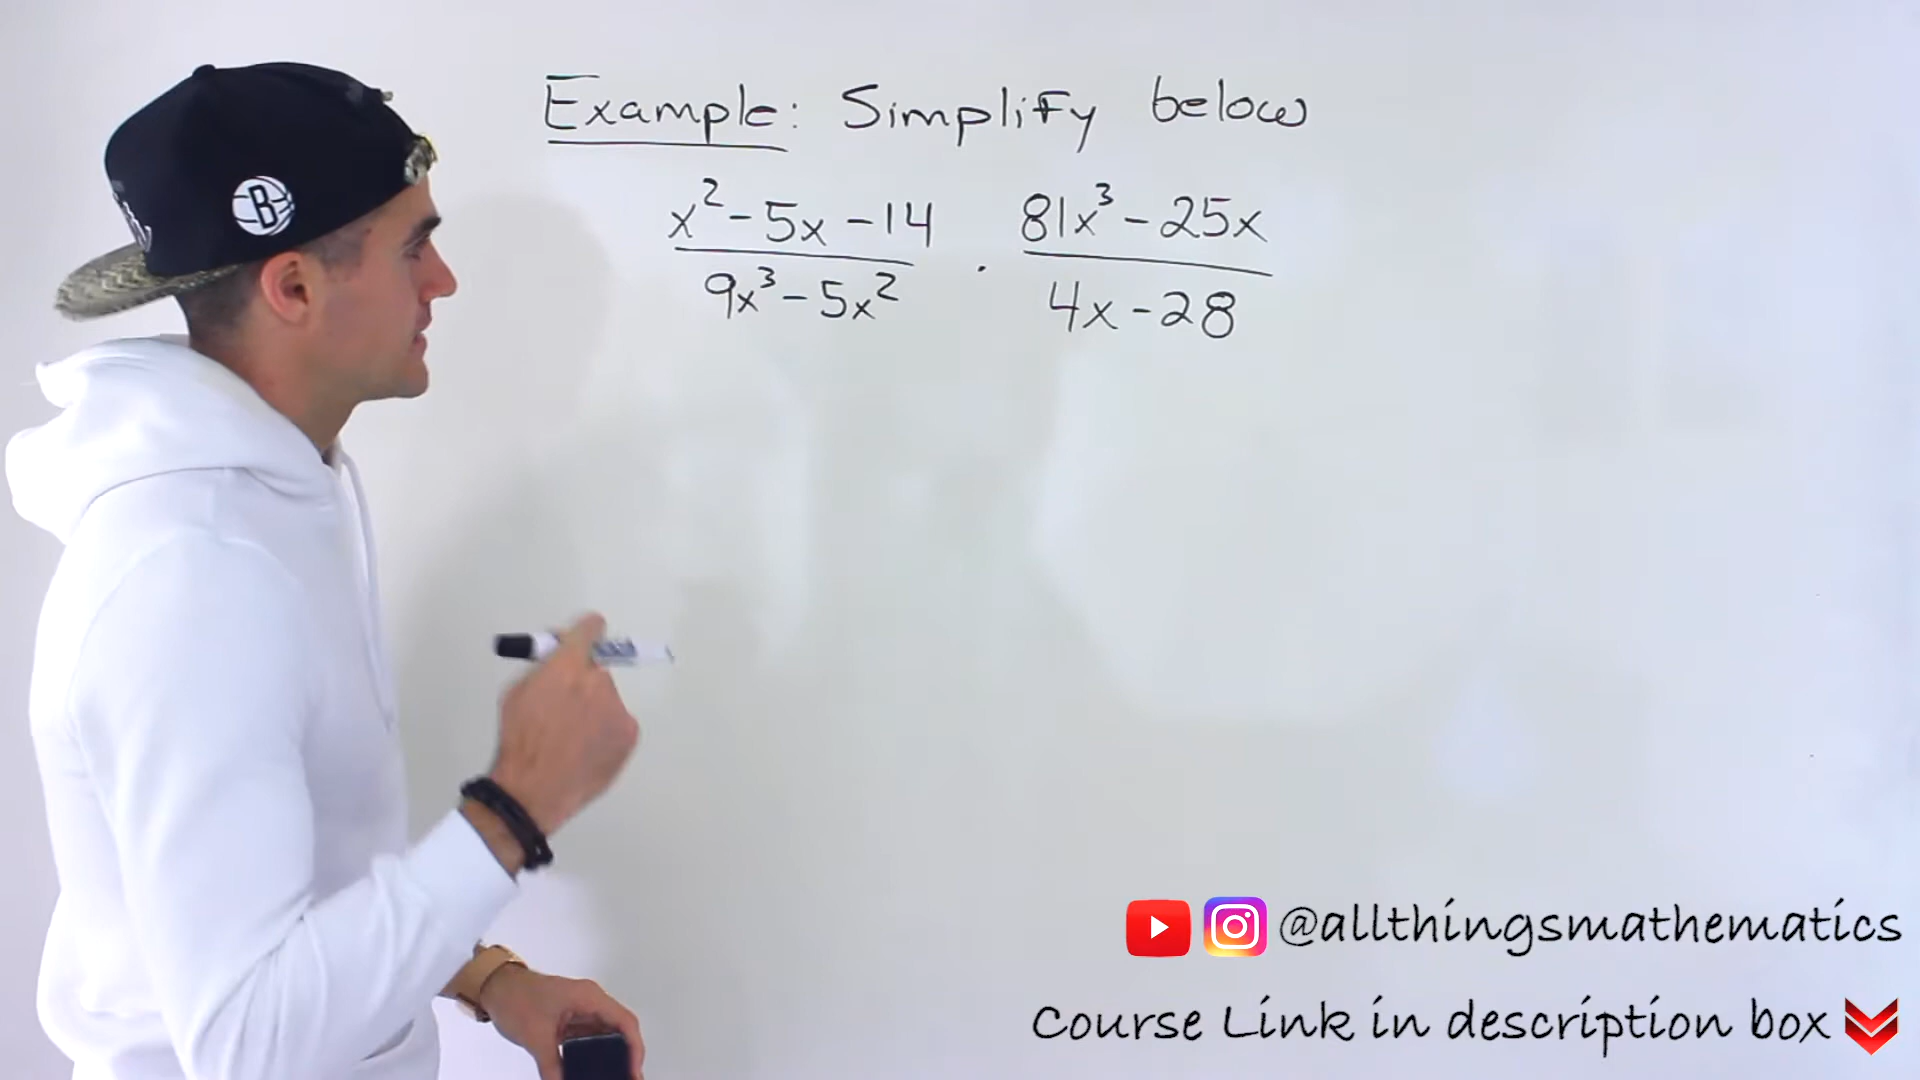 Example: Simplify below
x² - 5x - 14 / 9x³ - 5x² · 81x³ - 25x / 4x - 28
B
@allthingsmathematics
Course Link in description box